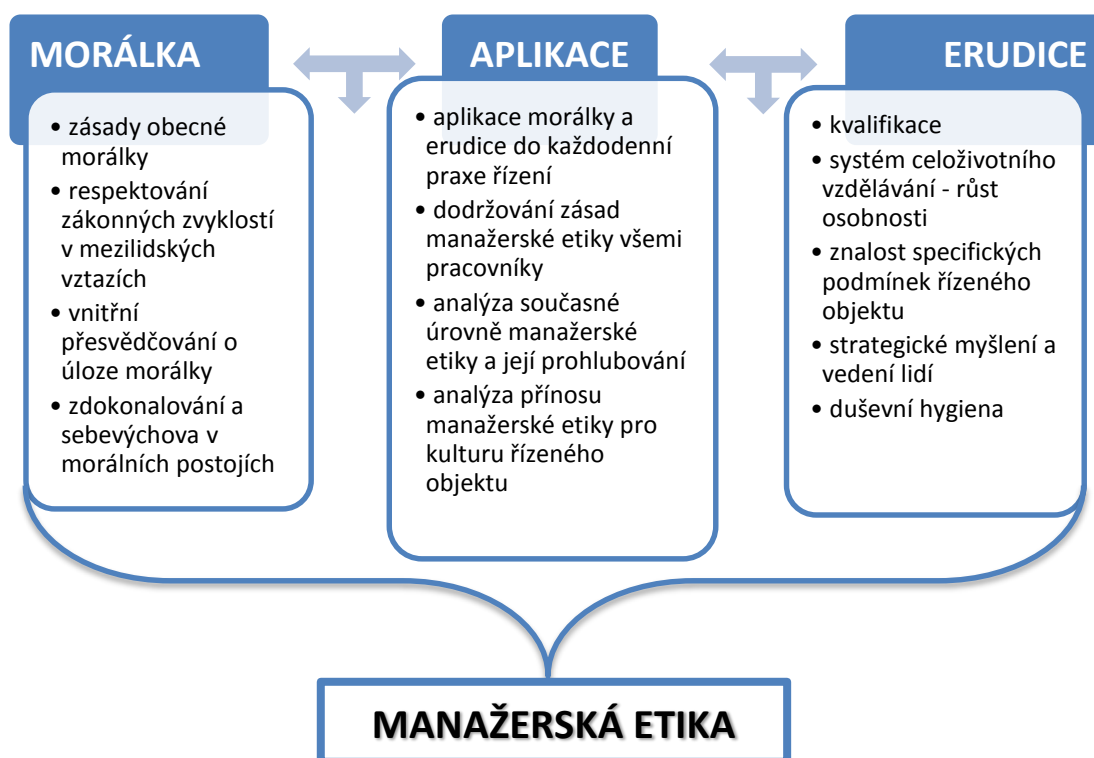 MORÁLKA
• zásady obecné
morálky
• respektování
zákonných zvyklostí
v mezilidských
vztazích
• vnitřní
přesvědčování o
úloze morálky
• zdokonalování a
sebevýchova v
morálních postojích
APLIKACE
• aplikace morálky a
erudice do každodenní
praxe řízení
• dodržování zásad
manažerské etiky všemi
pracovníky
• analýza současné
úrovně manažerské
etiky a její prohlubování
• analýza přínosu
manažerské etiky pro
kulturu řízeného
objektu
ERUDICE
• kvalifikace
• systém celoživotního
vzdělávání - růst
osobnosti
• znalost specifických
podmínek řízeného
objektu
• strategické myšlení a
vedení lidí
• duševní hygiena
MANAŽERSKÁ ETIKA